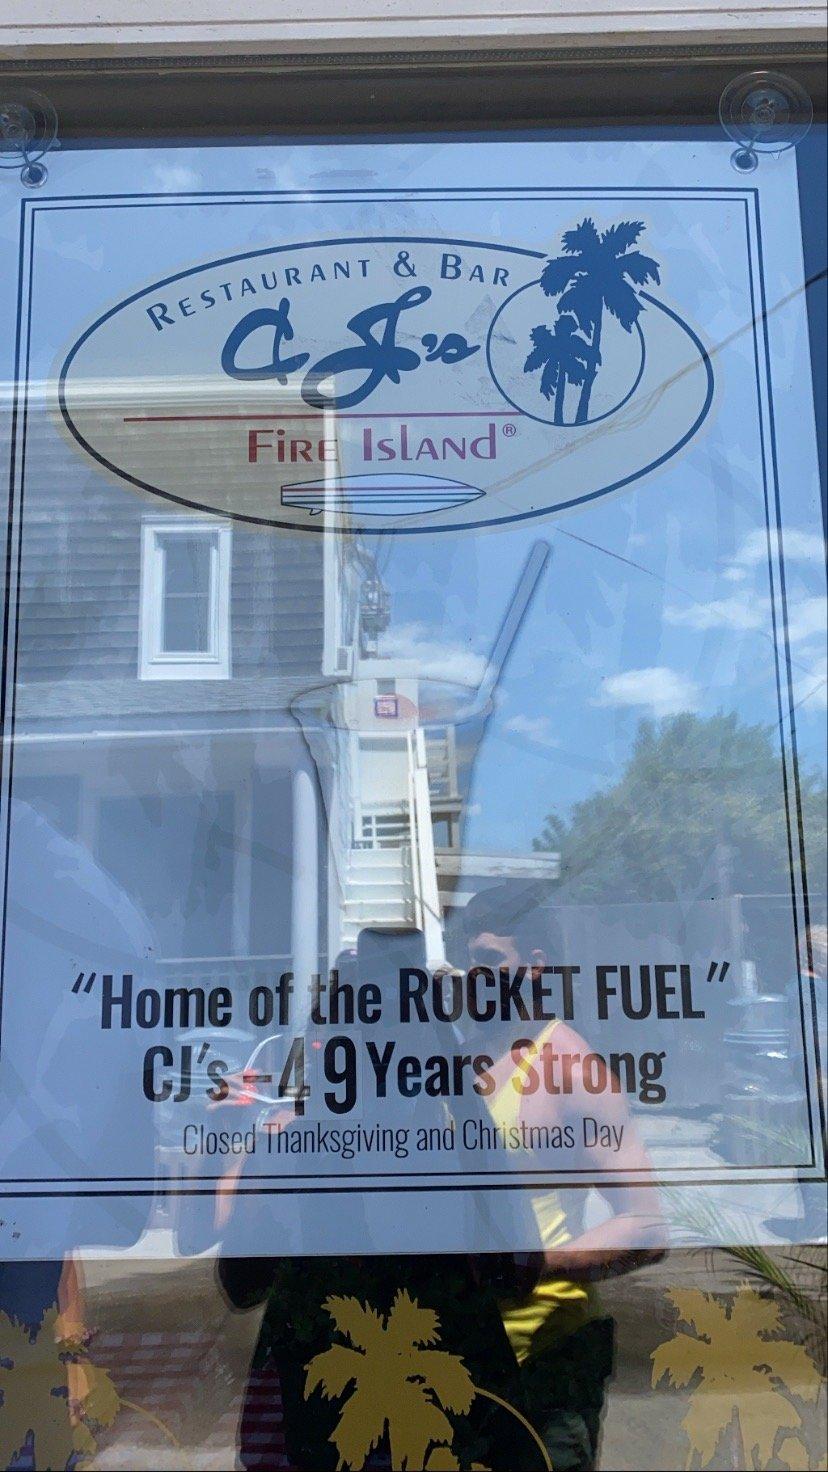 RESTAURANT & BAR
CJ's
FIRE ISLAND®
"Home of the ROCKET FUEL"
CJ's - 49 Years Strong
Closed Thanksgiving and Christmas Day